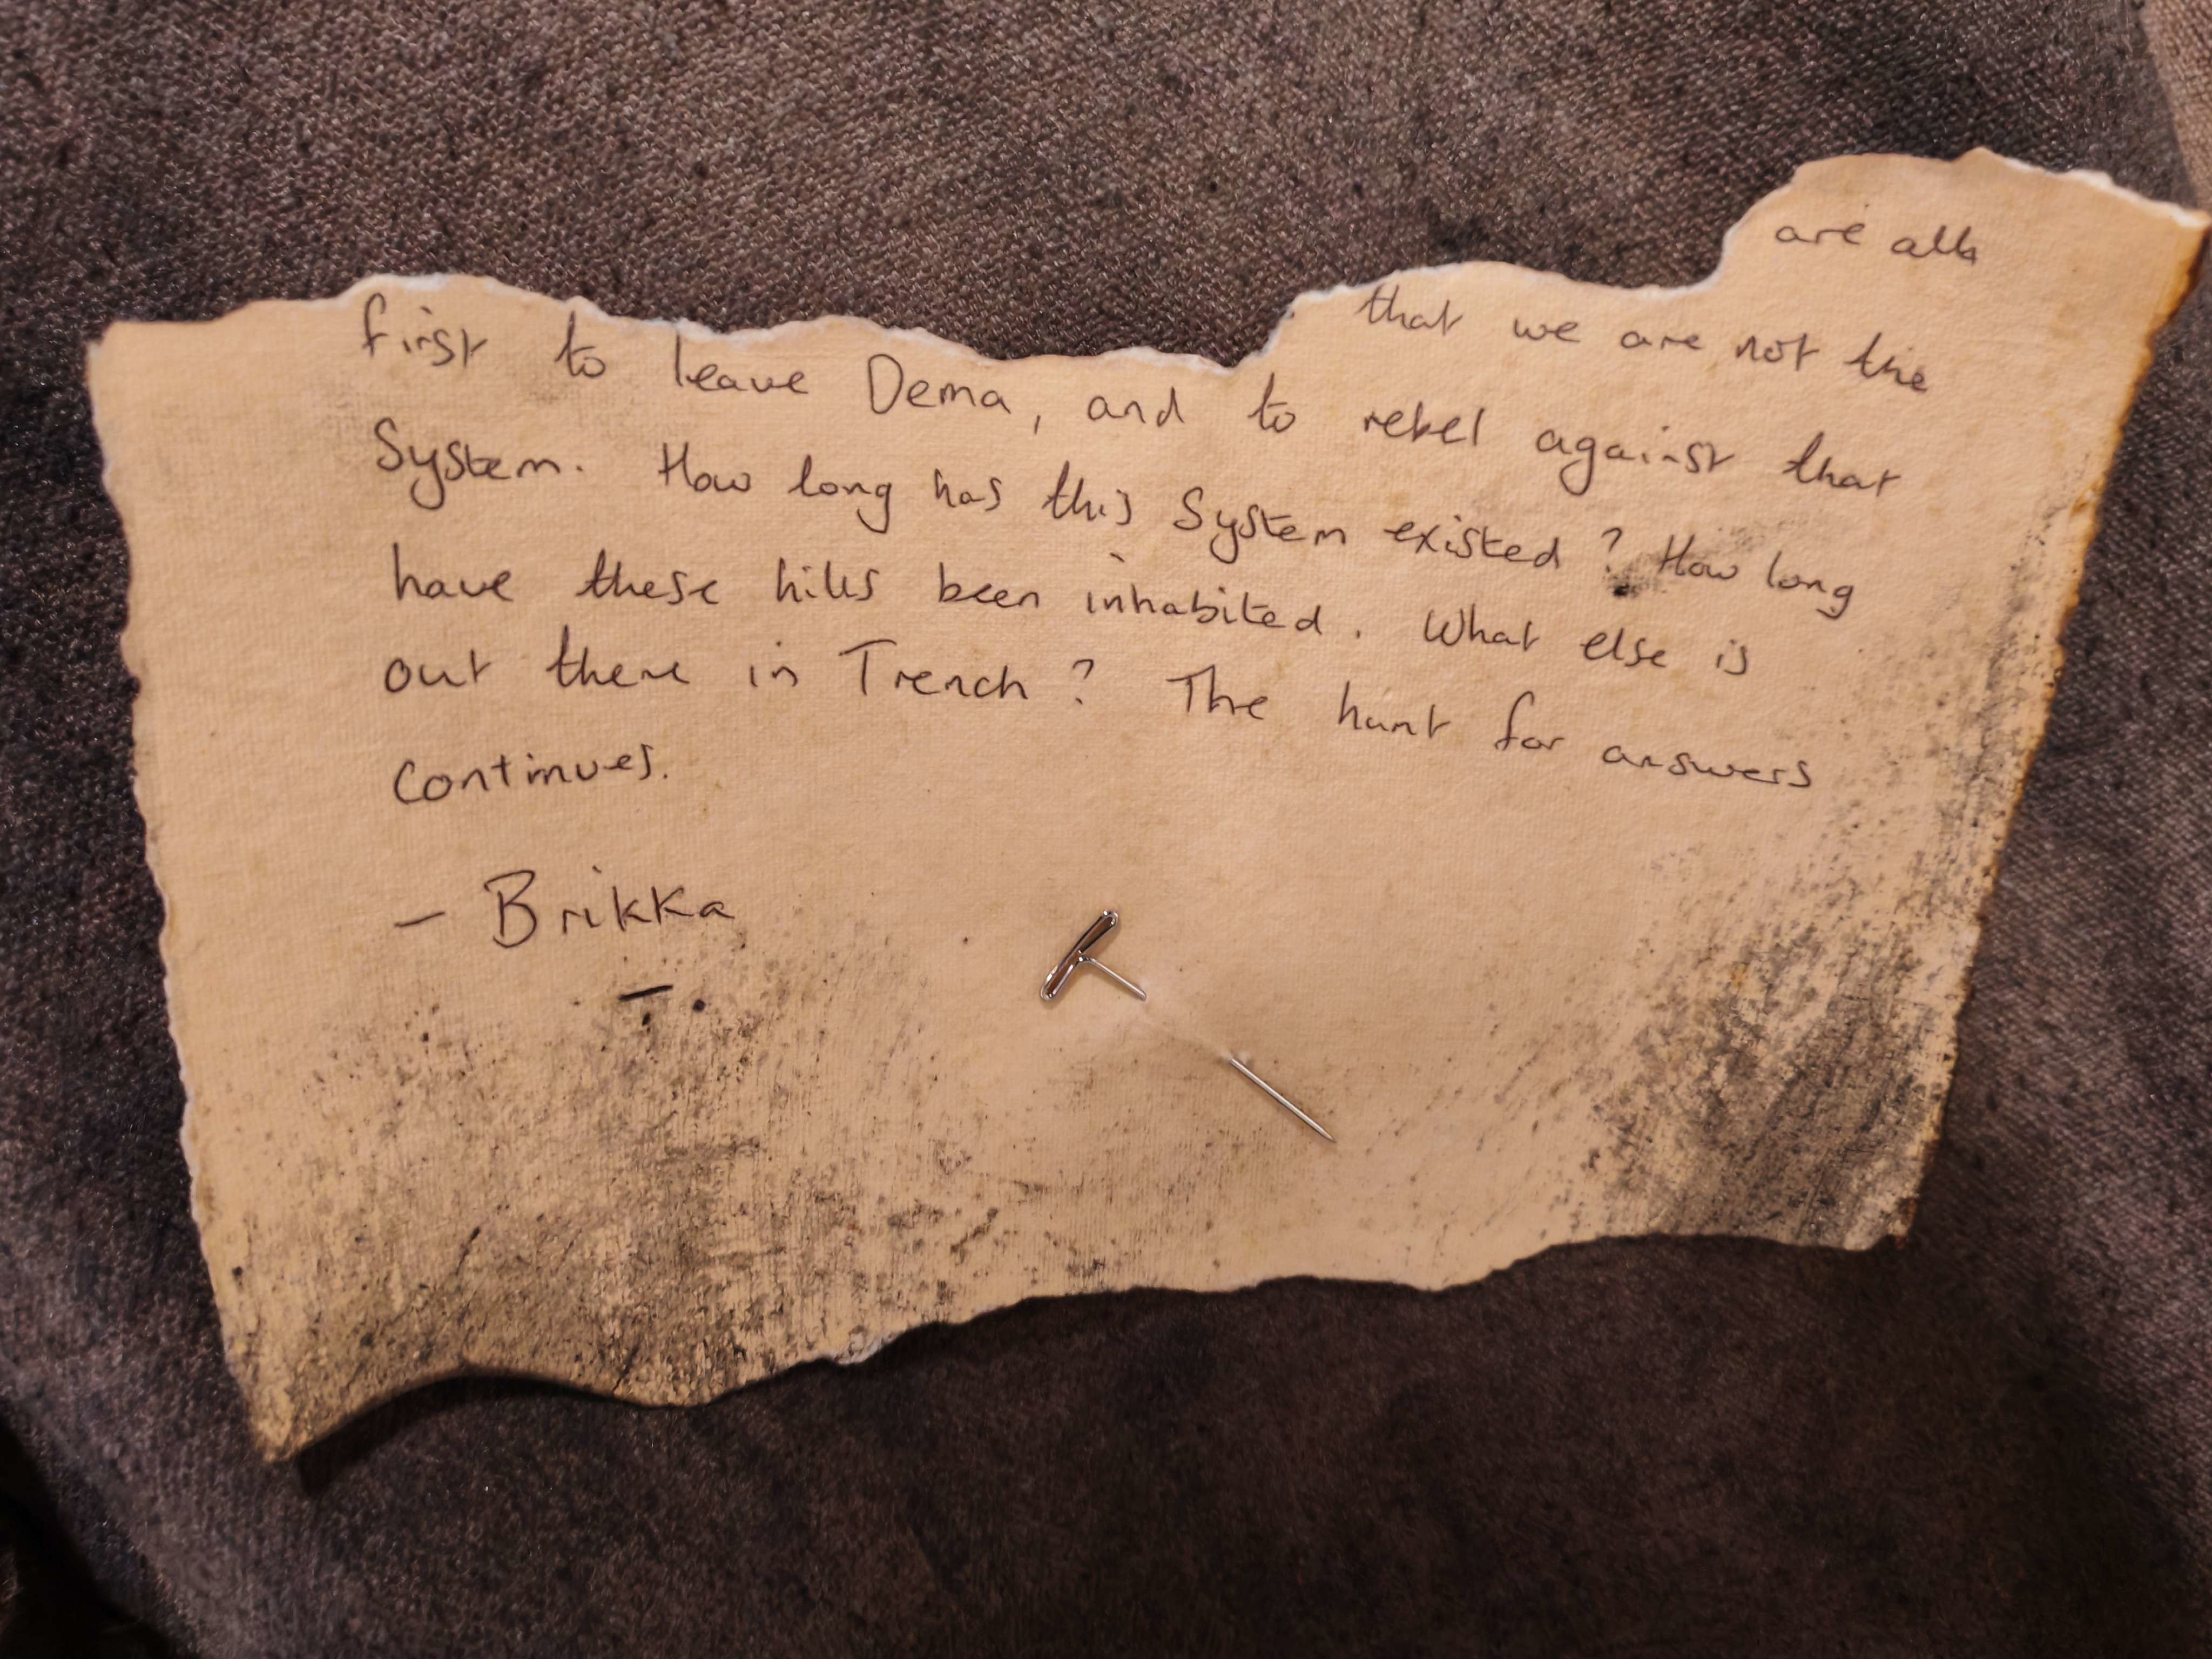 are all
that we are not the
first to leave Dema, and to rebel against that
System. How long has this System existed? How long
have these hills been inhabited. What else is
out there in Trench? The hunt for answers
continues.
- Brikka